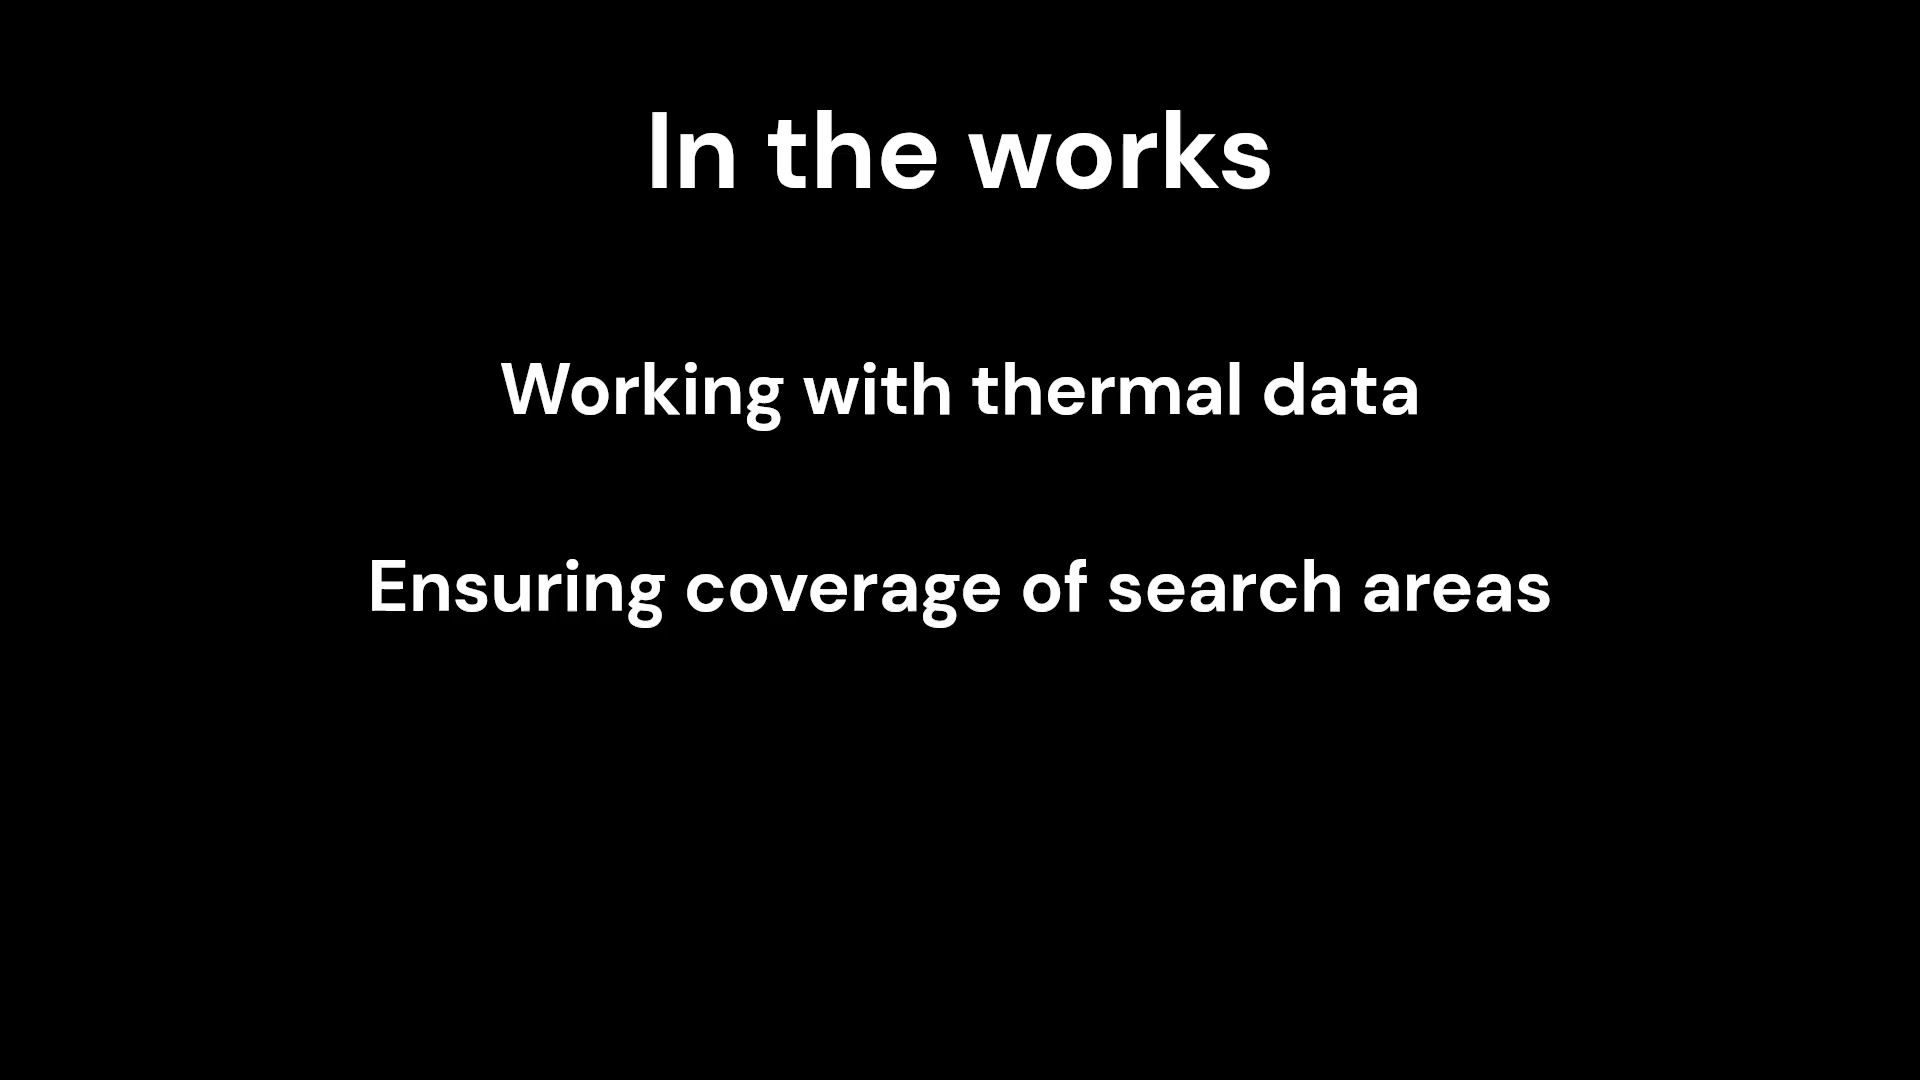 In the works
Working with thermal data
Ensuring coverage of search areas